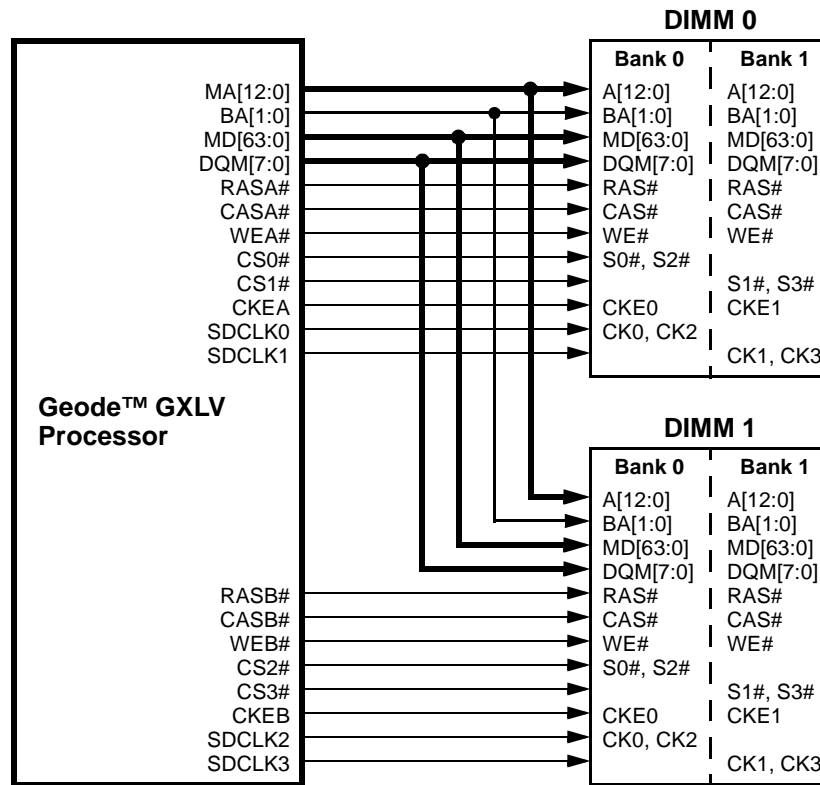 DIMM 0
Bank 0 Bank 1
MA[12:0] A[12:0] A[12:0]
BA[1:0] BA[1:0] BA[1:0]
MD[63:0] MD[63:0] MD[63:0]
DQM[7:0] DQM[7:0] DQM[7:0]
RASA# RAS# RAS#
CASA# CAS# CAS#
WEA# WE# WE#
CS0# S0#, S2#
CS1# S1#, S3#
CKEA CKE0 CKE1
SDCLK0 CK0, CK2
SDCLK1 CK1, CK3
Geode™ GXLV
Processor
DIMM 1
Bank 0 Bank 1
A[12:0] A[12:0]
BA[1:0] BA[1:0]
MD[63:0] MD[63:0]
DQM[7:0] DQM[7:0]
RASB# RAS# RAS#
CASB# CAS# CAS#
WEB# WE# WE#
CS2# S0#, S2#
CS3# S1#, S3#
CKEB CKE0 CKE1
SDCLK2 CK0, CK2
SDCLK3 CK1, CK3